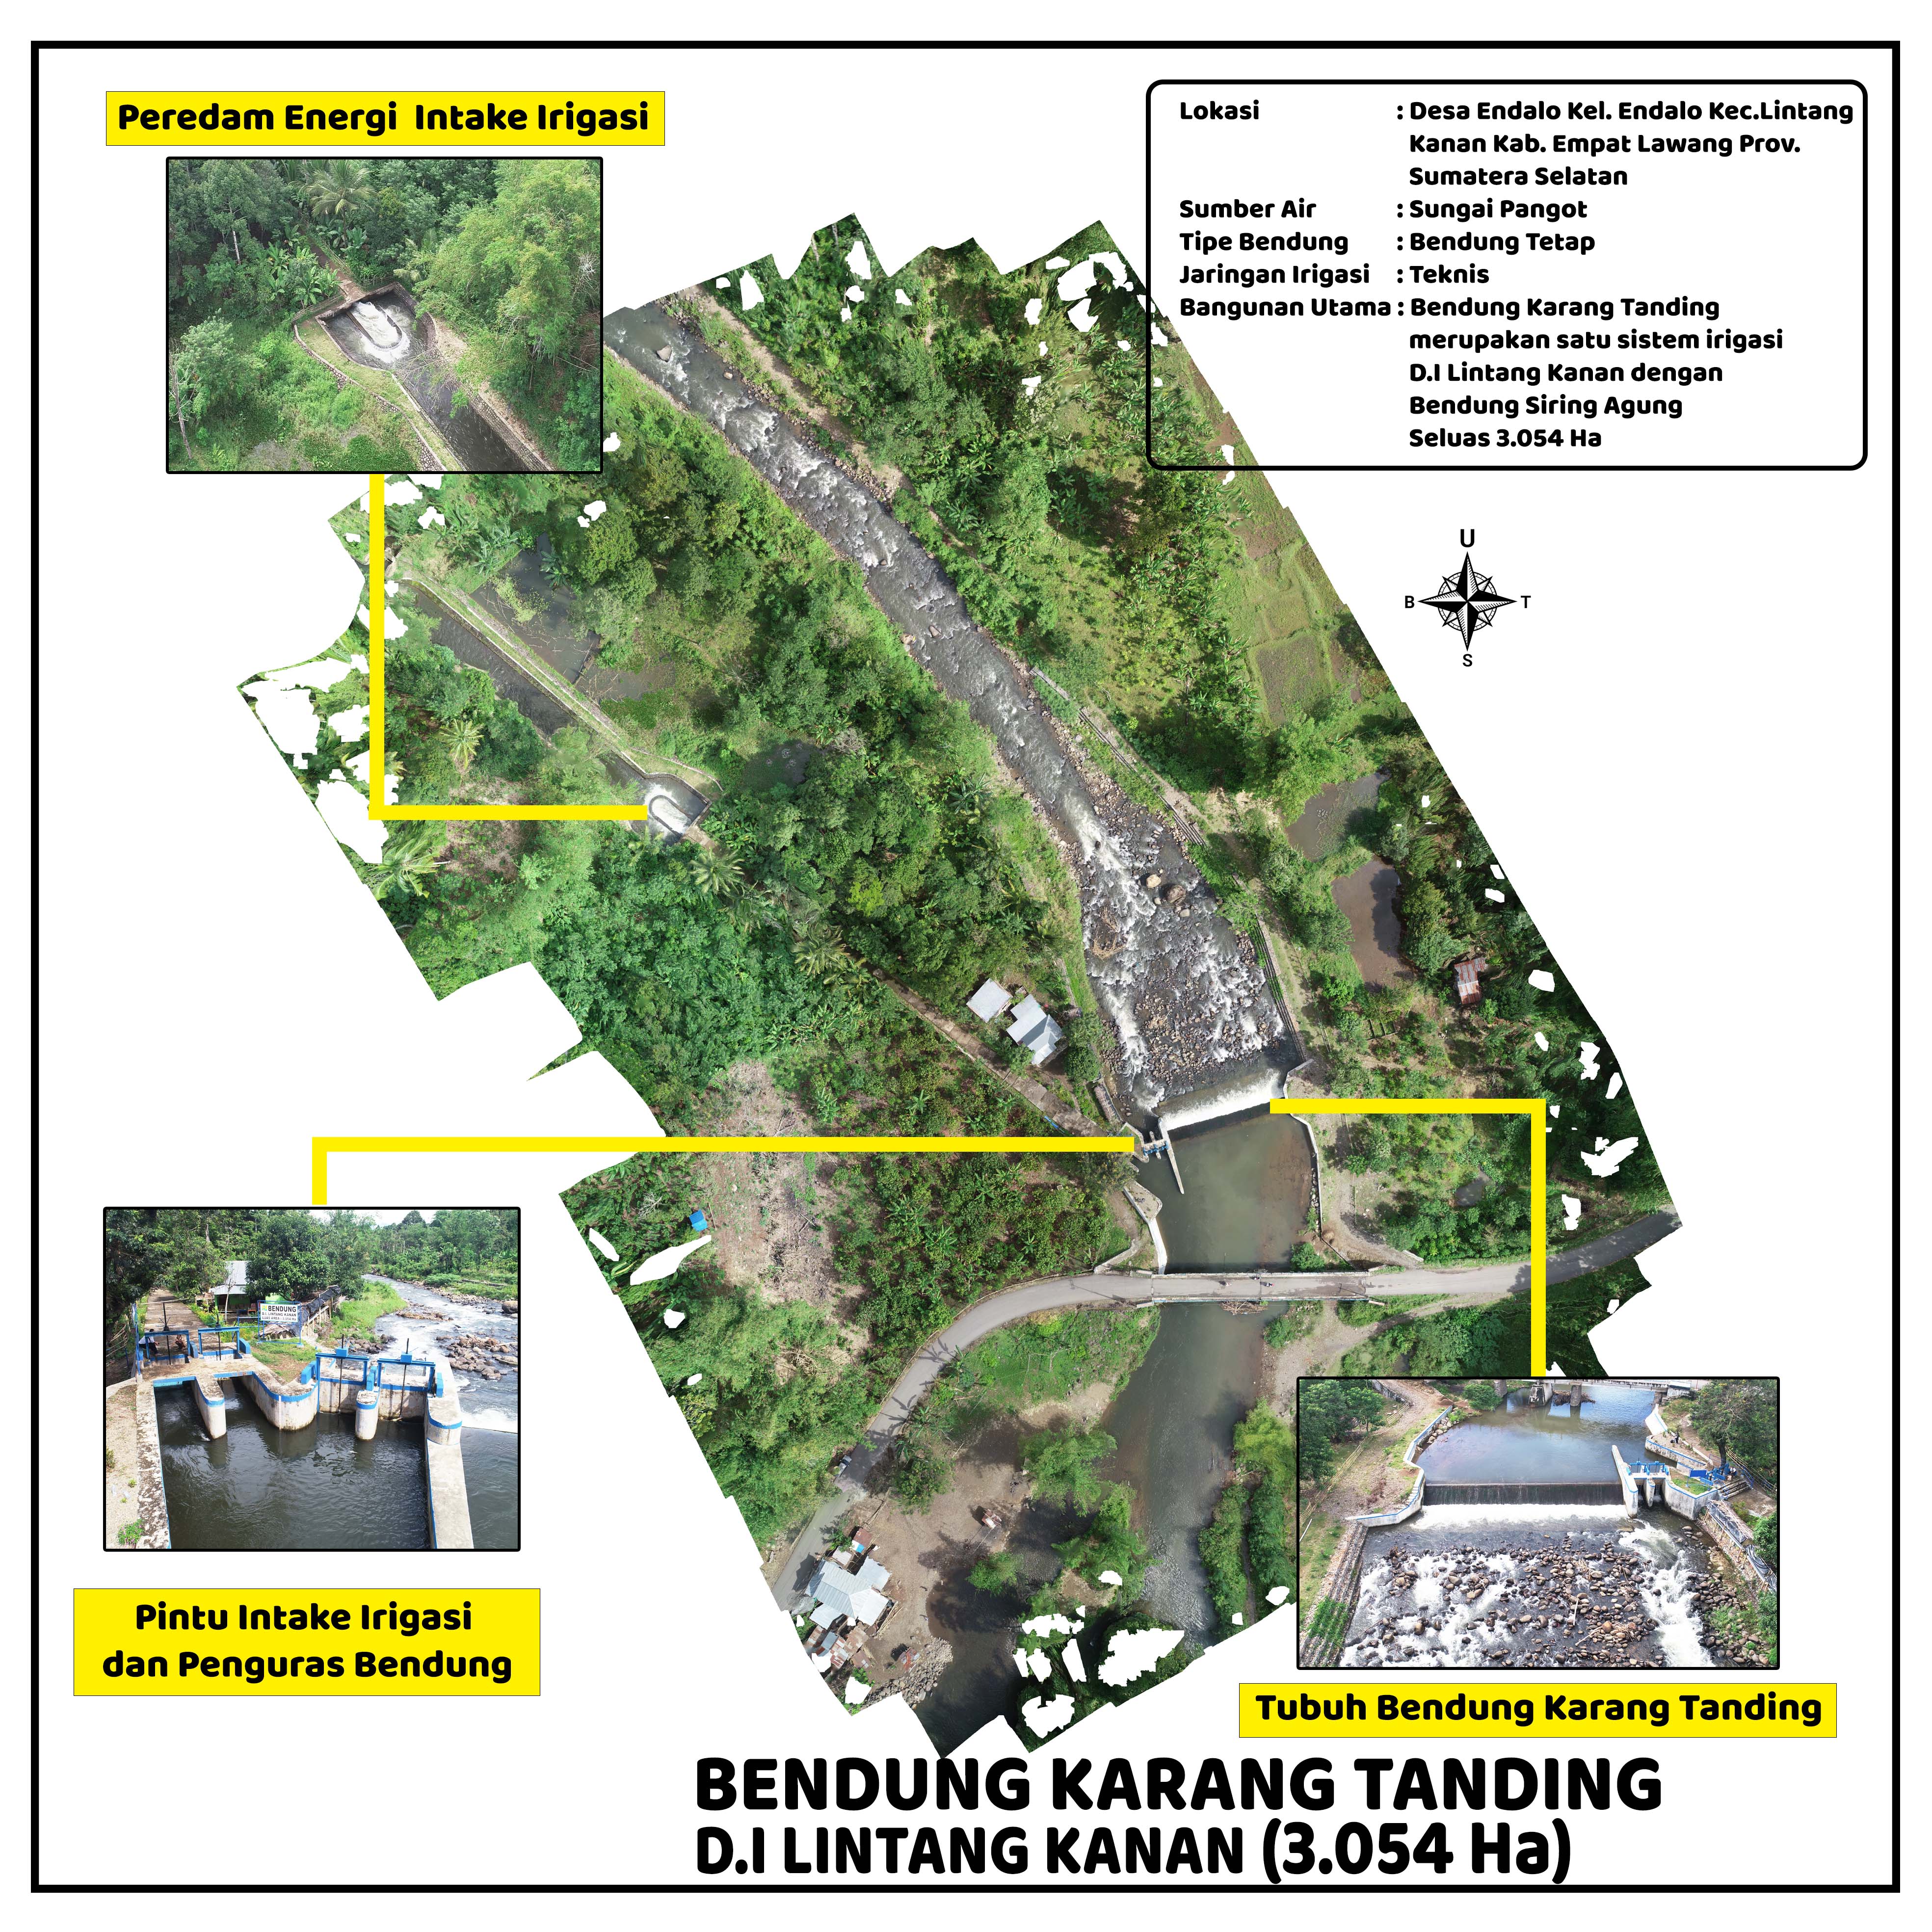 Peredam Energi Intake Irigasi
Lokasi : Desa Endalo Kel. Endalo Kec.Lintang
Kanan Kab. Empat Lawang Prov.
Sumatera Selatan
Sumber Air : Sungai Pangot
Tipe Bendung : Bendung Tetap
Jaringan Irigasi : Teknis
Bangunan Utama : Bendung Karang Tanding
merupakan satu sistem irigasi
D.I Lintang Kanan dengan
Bendung Siring Agung
Seluas 3.054 Ha
U
B T
S
BENDUNG
D.I. LINTANG KANAN
Pintu Intake Irigasi
dan Penguras Bendung
Tubuh Bendung Karang Tanding
BENDUNG KARANG TANDING
D.I LINTANG KANAN (3.054 Ha)